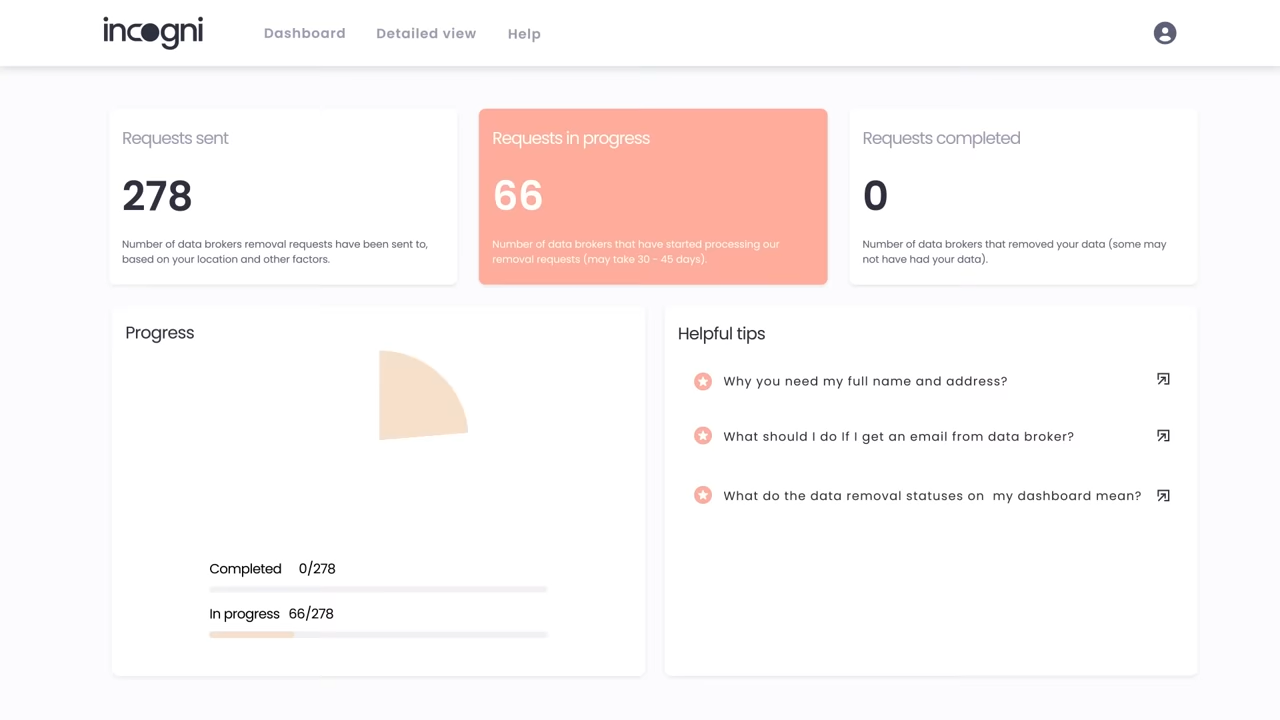 incogni
Dashboard
Detailed view
Help
Requests sent
278
Number of data brokers removal requests have been sent to,
based on your location and other factors.
Requests in progress
66
Number of data brokers that have started processing our
removal requests (may take 30 - 45 days).
Requests completed
0
Number of data brokers that removed your data (some may
not have had your data).
Progress
Completed 0/278
In progress 66/278
Helpful tips
Why you need my full name and address?
What should I do If I get an email from data broker?
What do the data removal statuses on my dashboard mean?